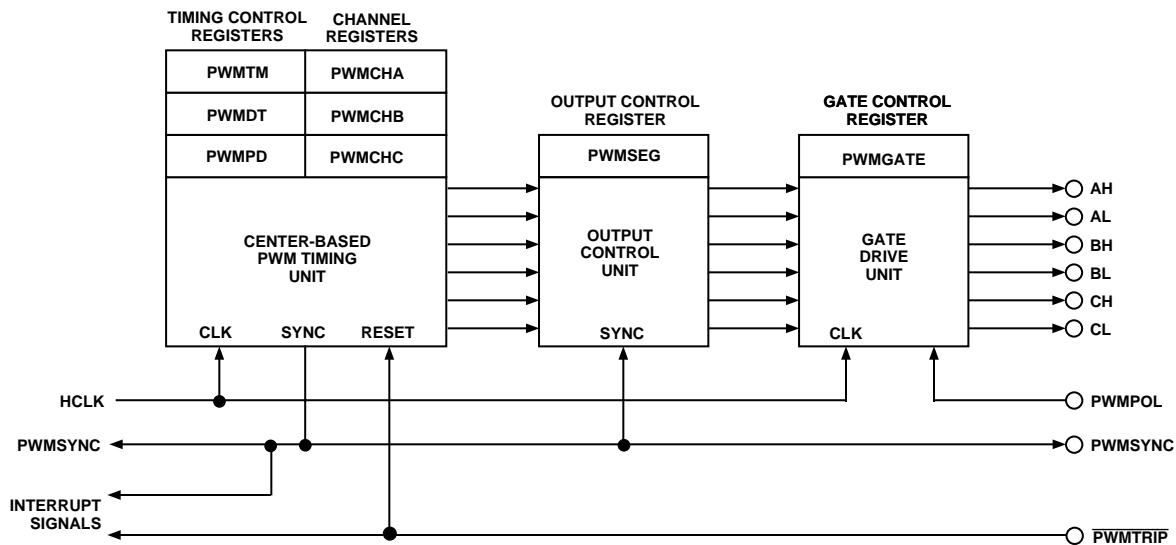 TIMING CONTROL
REGISTERS
CHANNEL
REGISTERS
PWMTM
PWMCHA
PWMDT
PWMCHB
PWMPD
PWMCHC
CENTER-BASED
PWM TIMING
UNIT
CLK
SYNC
RESET
OUTPUT CONTROL
REGISTER
PWMSEG
OUTPUT
CONTROL
UNIT
SYNC
GATE CONTROL
REGISTER
PWMGATE
GATE
DRIVE
UNIT
CLK
AH
AL
BH
BL
CH
CL
HCLK
PWMPOL
PWMSYNC
PWMSYNC
INTERRUPT
SIGNALS
PWMTRIP